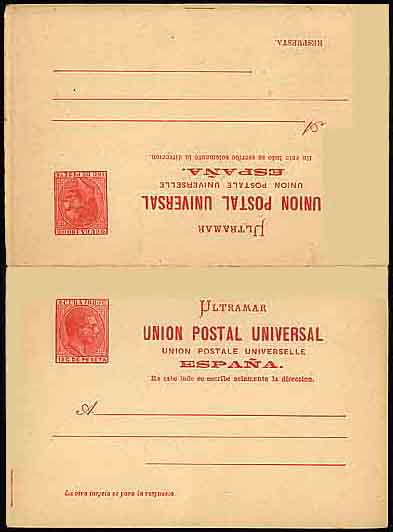 RESPUESTA.
A
En este lado se escribe solamente la direccion.
ESPAÑA.
UNION POSTALE UNIVERSELLE
UNION POSTAL UNIVERSAL
ULTRAMAR
ULTRAMAR
UNION POSTAL UNIVERSAL
UNION POSTALE UNIVERSELLE
ESPAÑA.
En este lado se escribe solamente la direccion.
DE PESETA
A
La otra tarjeta es para la respuesta.